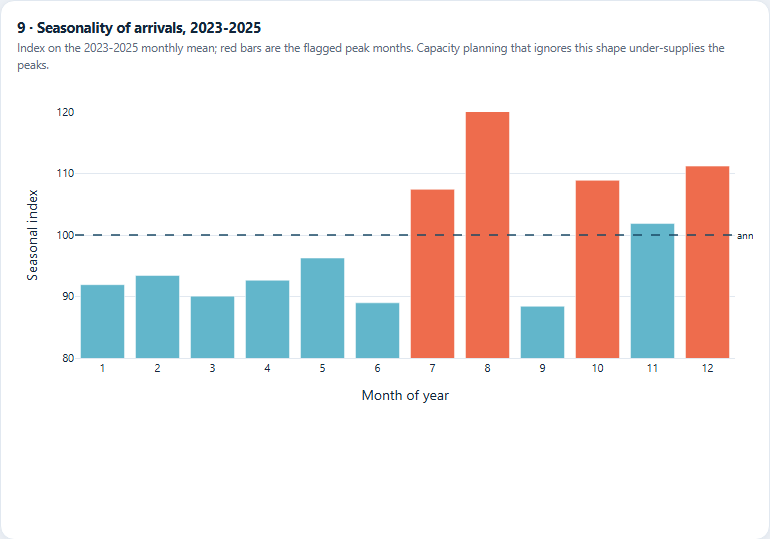 9 · Seasonality of arrivals, 2023-2025
Index on the 2023-2025 monthly mean; red bars are the flagged peak months. Capacity planning that ignores this shape under-supplies the
peaks.
120
110
100
90
80
Seasonal index
ann
1 2 3 4 5 6 7 8 9 10 11 12
Month of year